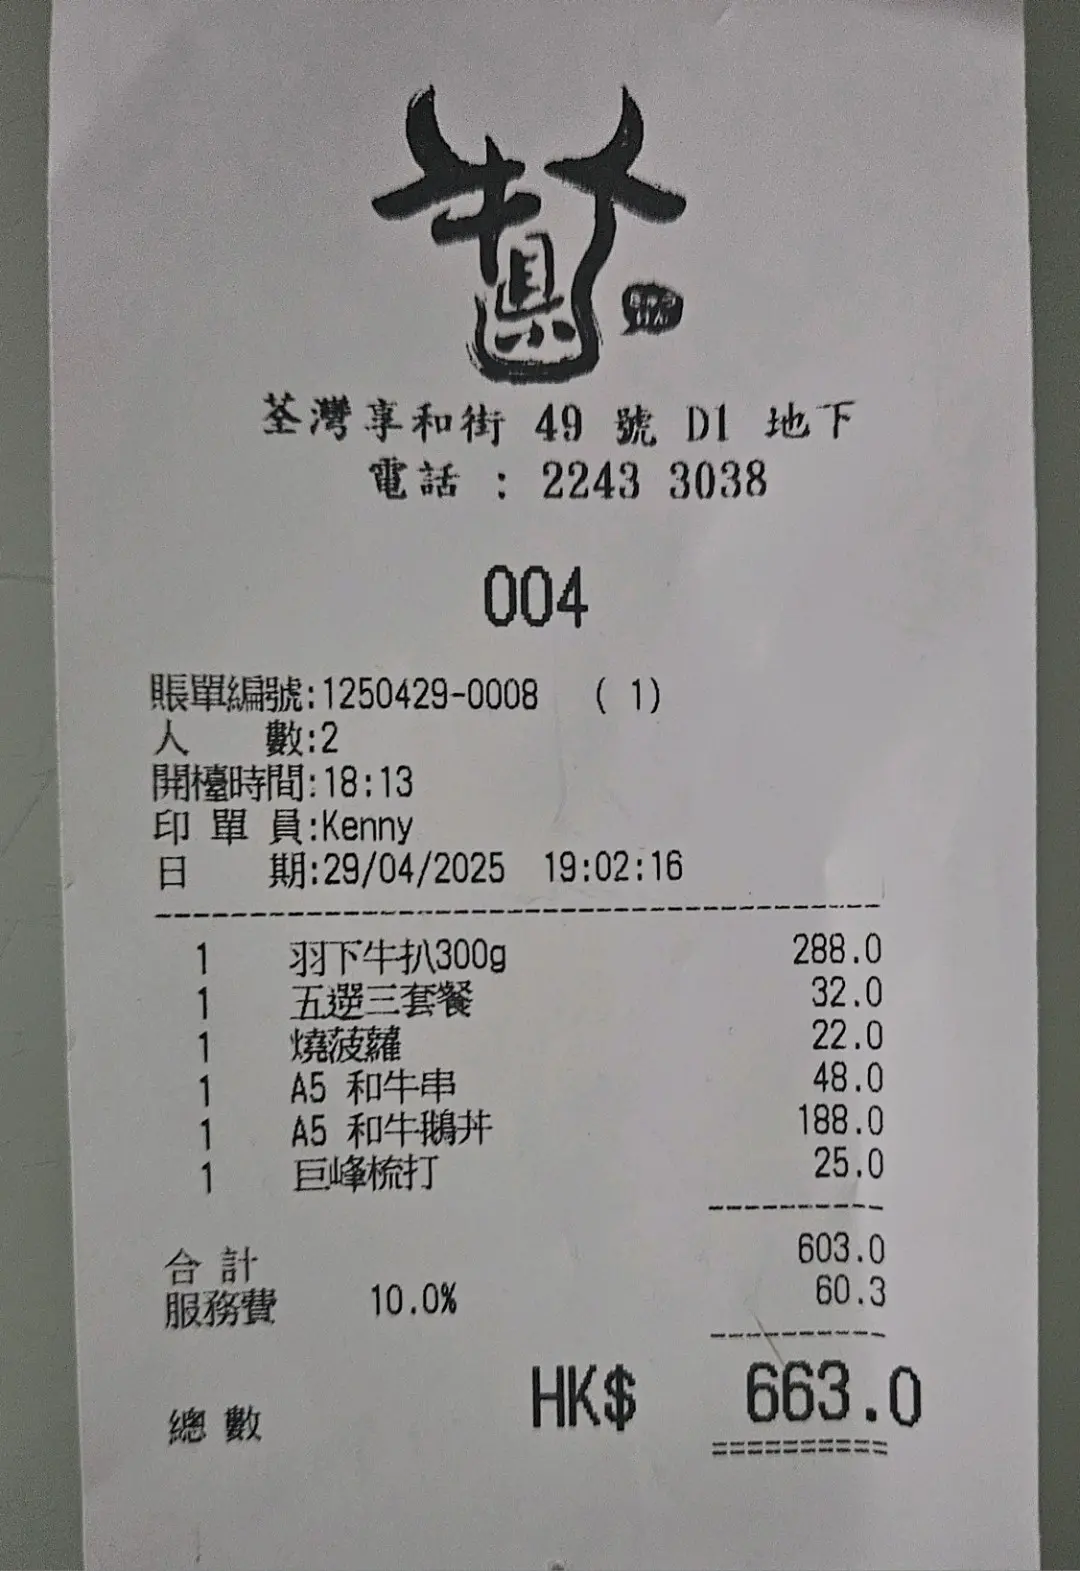 荃灣享和街 49 號 D1 地下
電話 : 2243 3038
004
賬單編號:1250429-0008 ( 1)
人 數:2
開檯時間:18:13
印 單 員:Kenny
日 期:29/04/2025 19:02:16
1 羽下牛扒300g 288.0
1 五選三套餐 32.0
1 燒菠蘿 22.0
1 A5 和牛串 48.0
1 A5 和牛鵝丼 188.0
1 巨峰梳打 25.0
合 計 603.0
服務費 10.0% 60.3
總 數 HK$ 663.0